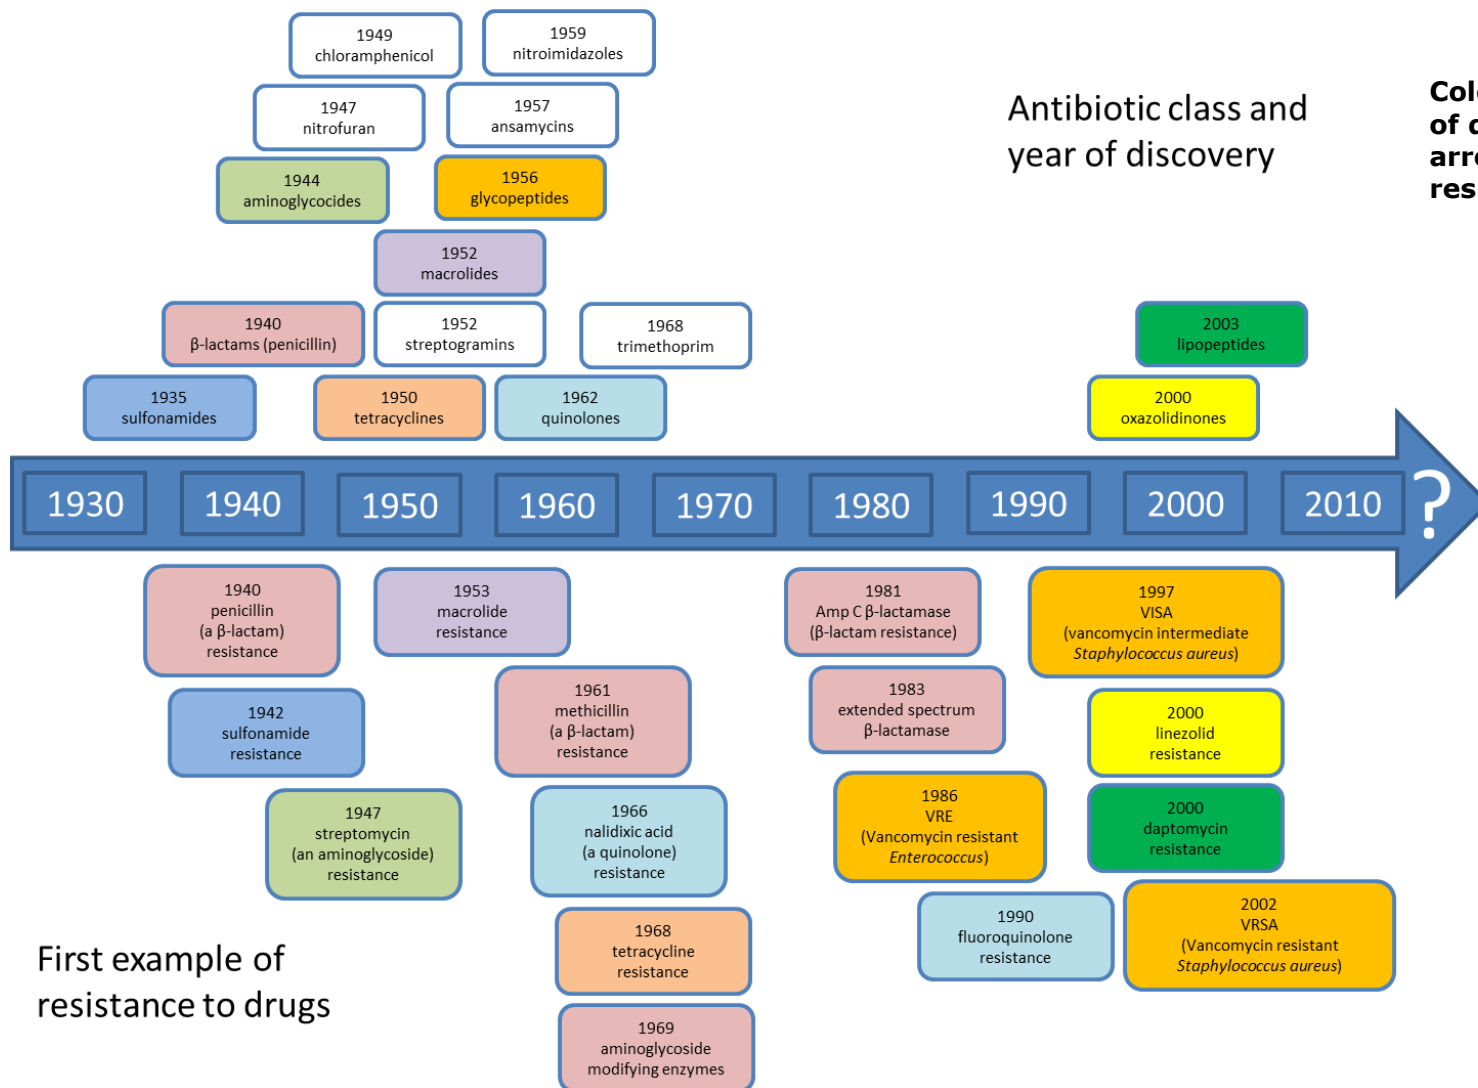 1949
chloramphenicol
1959
nitroimidazoles
1947
nitrofuran
1957
ansamycins
Antibiotic class and
year of discovery
1944
aminoglycocides
1956
glycopeptides
1952
macrolides
1940
β-lactams (penicillin)
1952
streptogramins
1968
trimethoprim
2003
lipopeptides
1935
sulfonamides
1950
tetracyclines
1962
quinolones
2000
oxazolidinones
1930 1940 1950 1960 1970 1980 1990 2000 2010 ?
1940
penicillin
(a β-lactam)
resistance
1953
macrolide
resistance
1981
Amp C β-lactamase
(β-lactam resistance)
1997
VISA
(vancomycin intermediate
Staphylococcus aureus)
1942
sulfonamide
resistance
1961
methicillin
(a β-lactam)
resistance
1983
extended spectrum
β-lactamase
2000
linezolid
resistance
1947
streptomycin
(an aminoglycoside)
resistance
1966
nalidixic acid
(a quinolone)
resistance
1986
VRE
(Vancomycin resistant
Enterococcus)
2000
daptomycin
resistance
1968
tetracycline
resistance
1990
fluoroquinolone
resistance
2002
VRSA
(Vancomycin resistant
Staphylococcus aureus)
First example of
resistance to drugs
1969
aminoglycoside
modifying enzymes